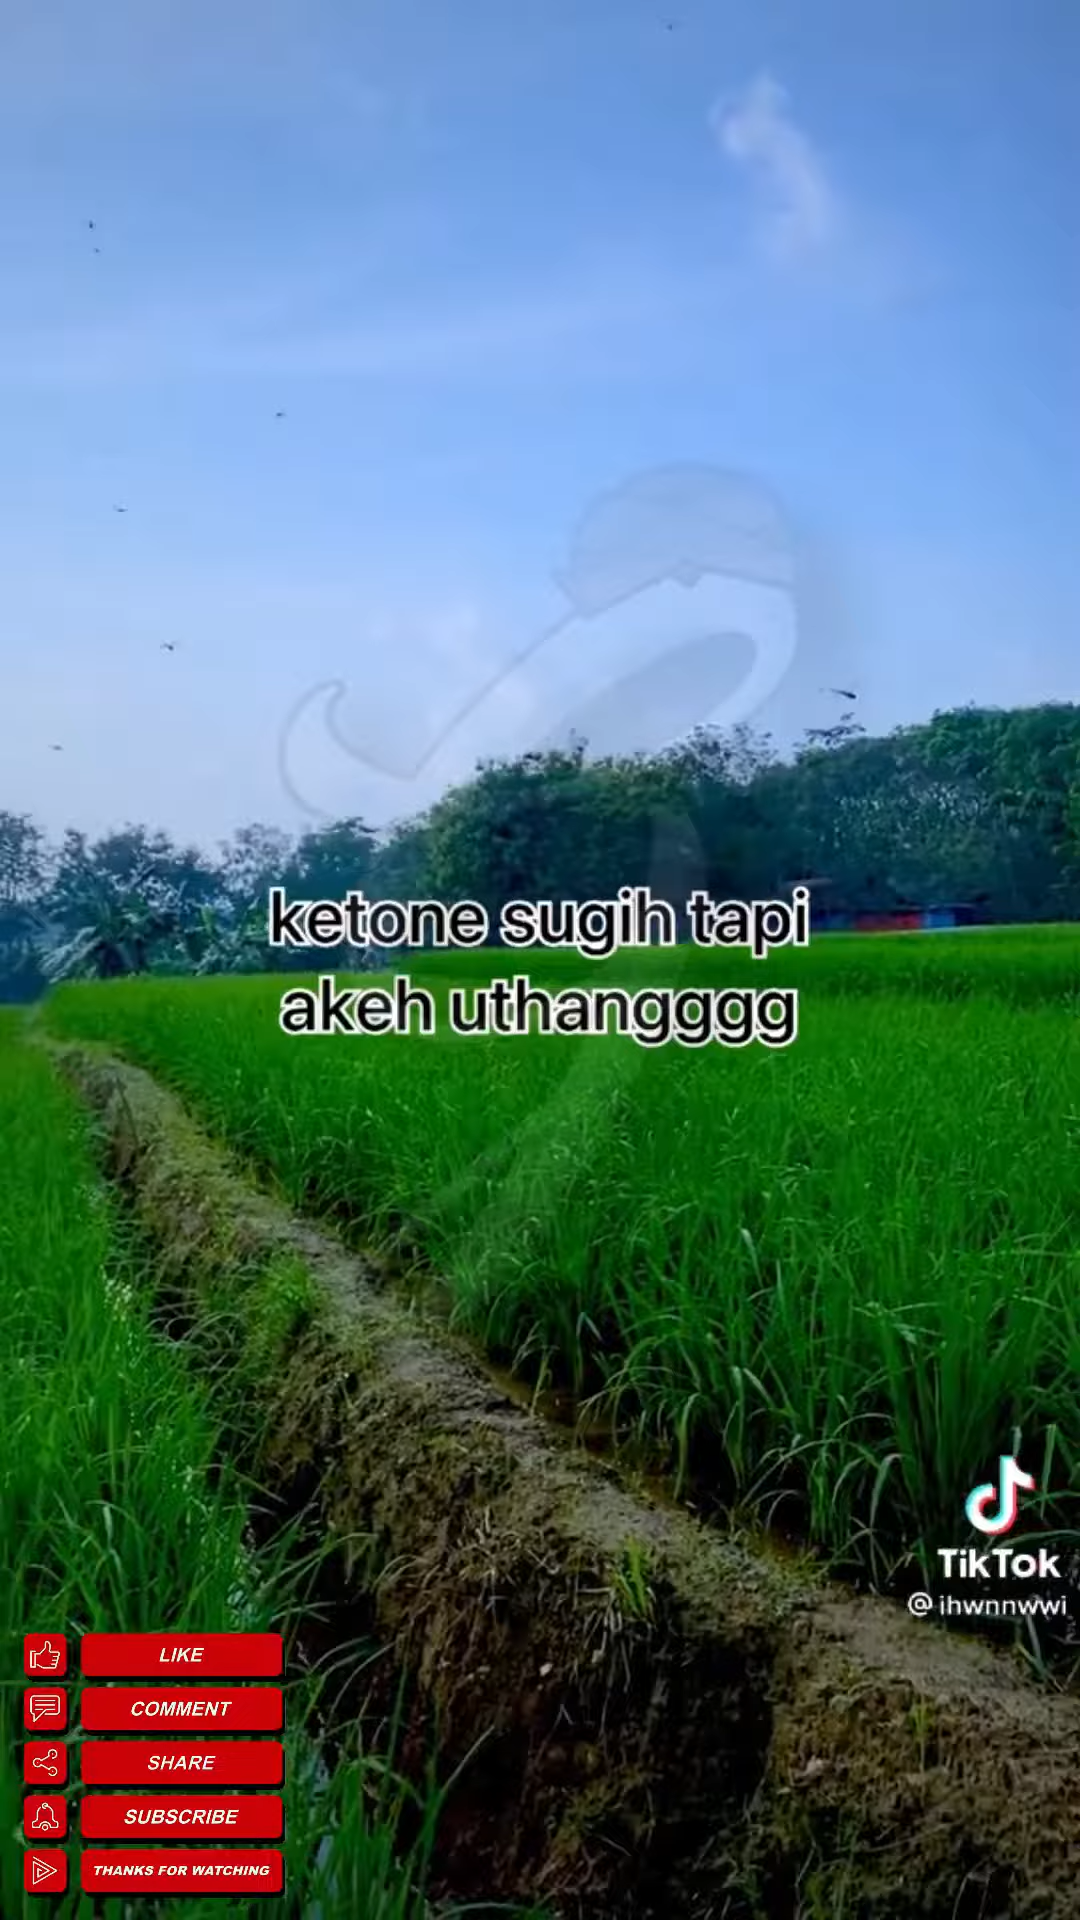 ketone sugih tapi
akeh uthangggg
TikTok
@ihwnnwwi
LIKE
COMMENT
SHARE
SUBSCRIBE
THANKS FOR WATCHING